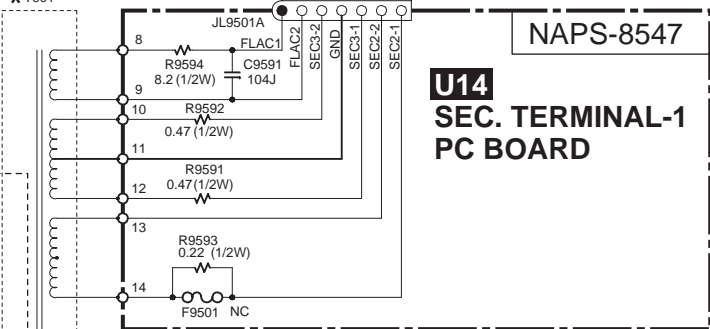 JL9501A
NAPS-8547
8
FLAC1
FLAC2
SEC3-2
GND
SEC3-1
SEC2-2
SEC2-1
R9594
8.2 (1/2W)
C9591
104J
U14
SEC. TERMINAL-1
PC BOARD
9
10
R9592
0.47 (1/2W)
11
R9591
0.47(1/2W)
12
13
R9593
0.22 (1/2W)
14
F9501
NC